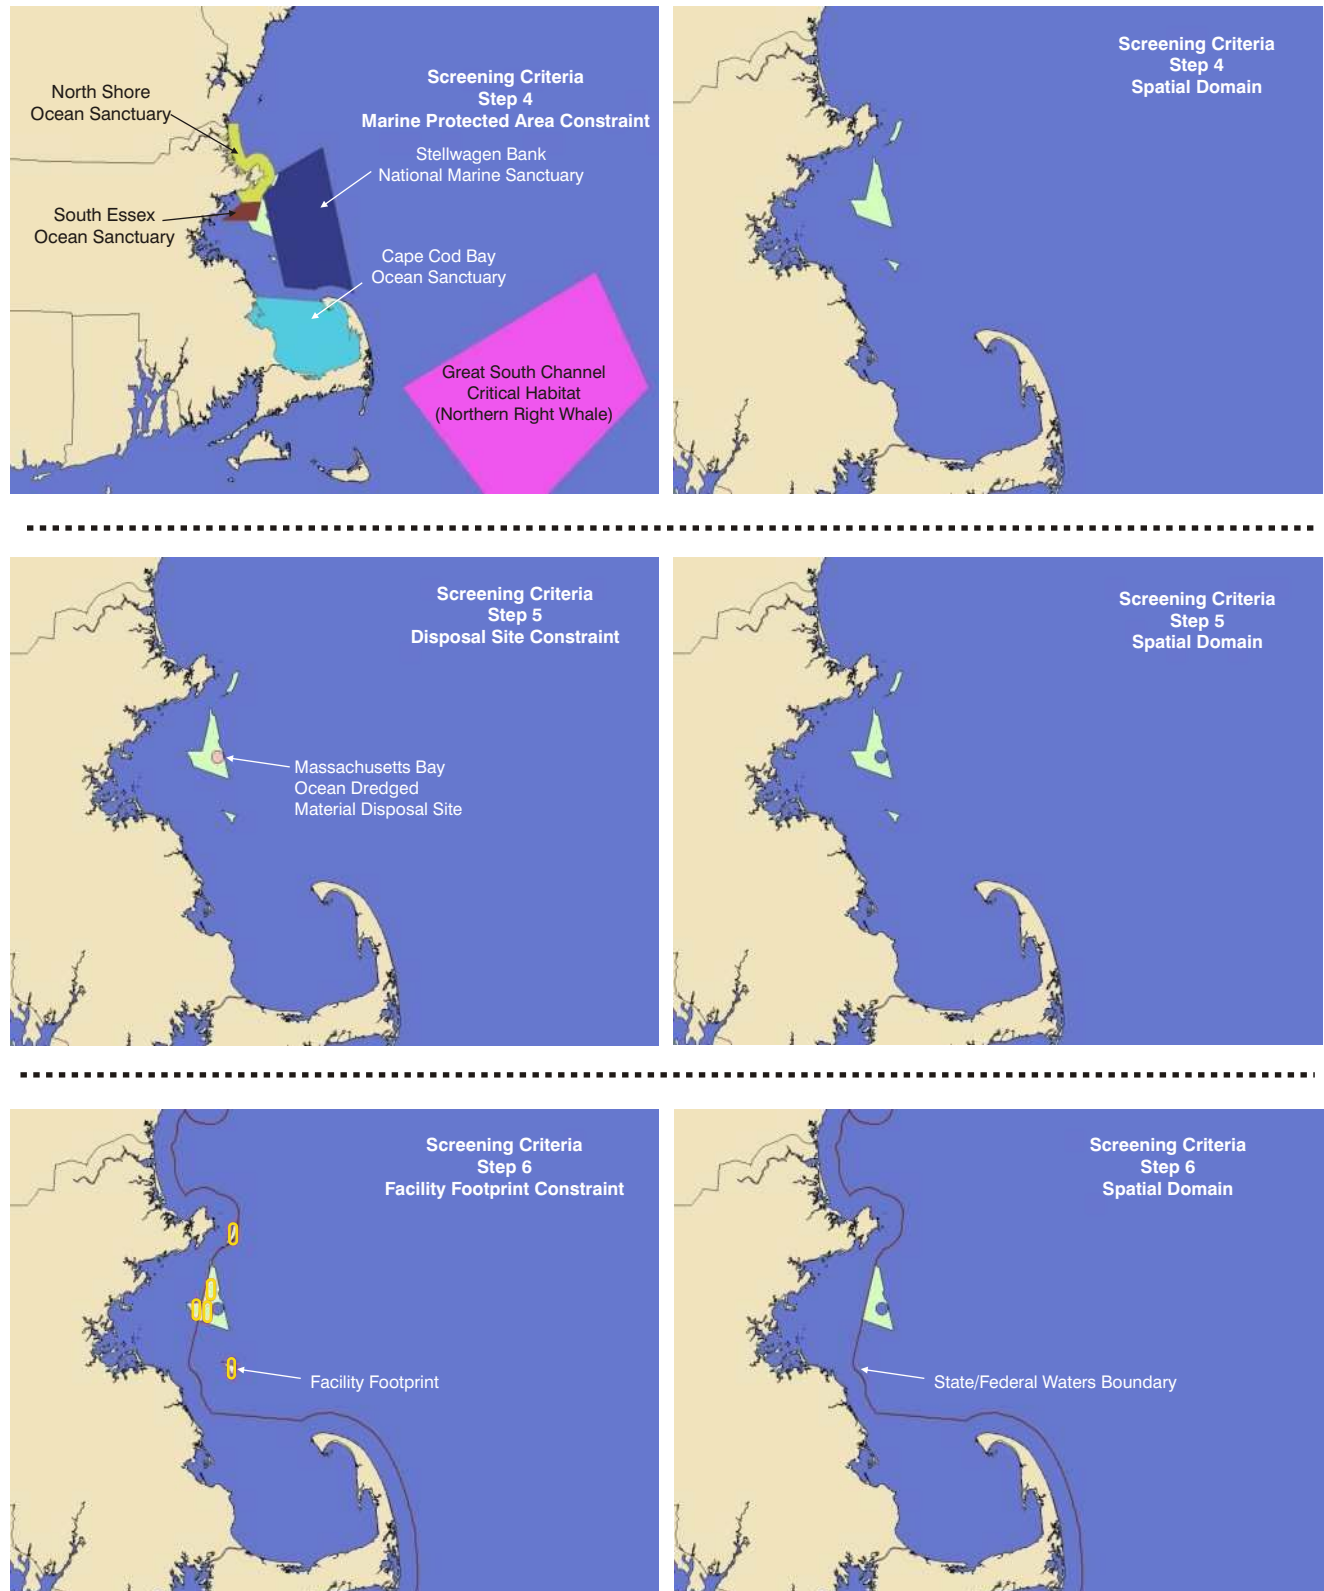 Screening Criteria
Step 4
Marine Protected Area Constraint
North Shore
Ocean Sanctuary
Stellwagen Bank
National Marine Sanctuary
South Essex
Ocean Sanctuary
Cape Cod Bay
Ocean Sanctuary
Great South Channel
Critical Habitat
(Northern Right Whale)
Screening Criteria
Step 4
Spatial Domain
Screening Criteria
Step 5
Disposal Site Constraint
Massachusetts Bay
Ocean Dredged
Material Disposal Site
Screening Criteria
Step 5
Spatial Domain
Screening Criteria
Step 6
Facility Footprint Constraint
Facility Footprint
Screening Criteria
Step 6
Spatial Domain
State/Federal Waters Boundary